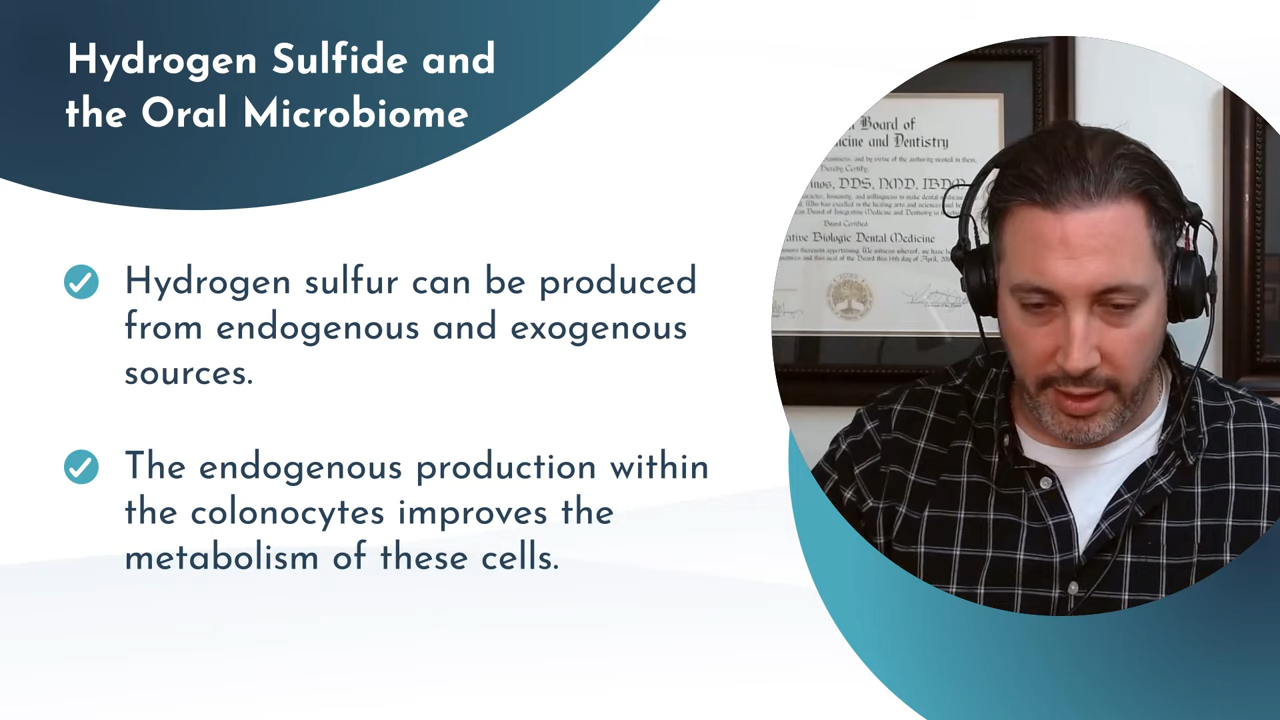 Hydrogen Sulfide and
the Oral Microbiome
Hydrogen sulfur can be produced
from endogenous and exogenous
sources.
The endogenous production within
the colonocytes improves the
metabolism of these cells.
Board of
and Dentistry
DDS, NMD, IBDM
Biologic Dental Medicine